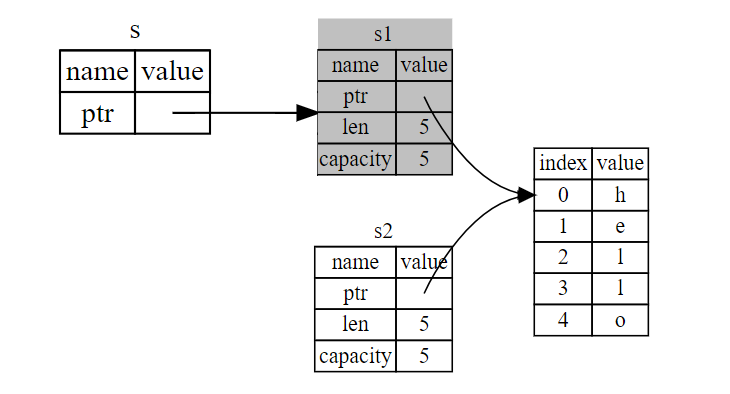 s
name value
ptr
s1
name value
ptr
len 5
capacity 5
s2
name value
ptr
len 5
capacity 5
index value
0 h
1 e
2 l
3 l
4 o